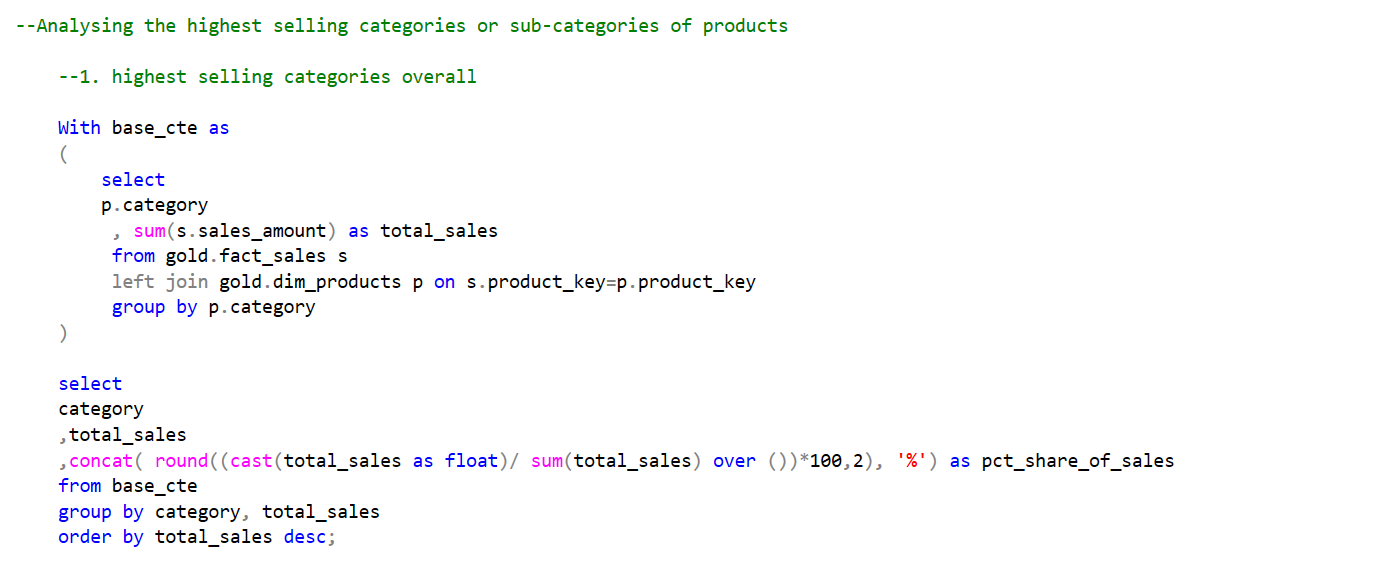 --Analysing the highest selling categories or sub-categories of products
--1. highest selling categories overall
With base_cte as
(
select
p.category
, sum(s.sales_amount) as total_sales
from gold.fact_sales s
left join gold.dim_products p on s.product_key=p.product_key
group by p.category
)
select
category
,total_sales
,concat( round((cast(total_sales as float)/ sum(total_sales) over ())*100,2), '%') as pct_share_of_sales
from base_cte
group by category, total_sales
order by total_sales desc;